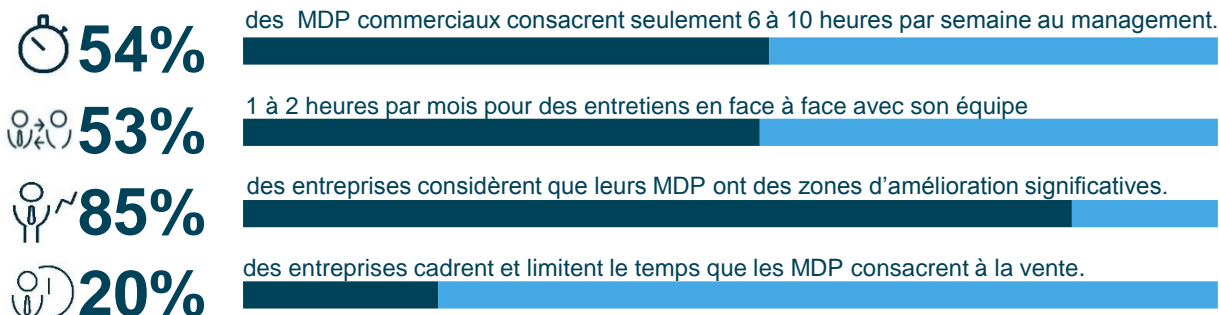 des MDP commerciaux consacrent seulement 6 à 10 heures par semaine au management.
54%
1 à 2 heures par mois pour des entretiens en face à face avec son équipe
53%
des entreprises considèrent que leurs MDP ont des zones d’amélioration significatives.
85%
des entreprises cadrent et limitent le temps que les MDP consacrent à la vente.
20%